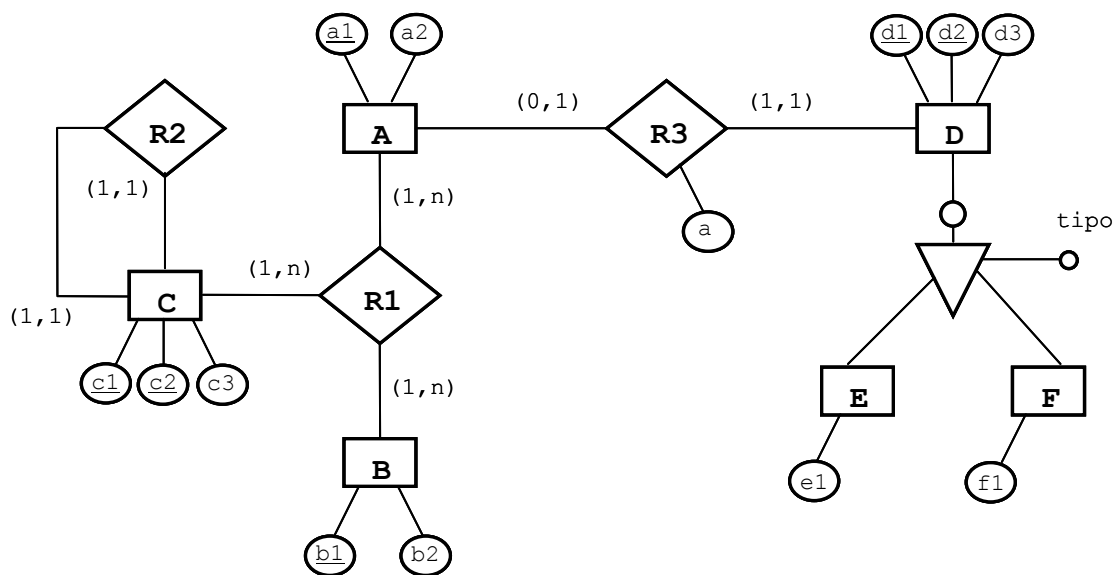 a1 a2 d1 d2 d3
(0,1) (1,1)
R2 A R3 D
(1,1)
(1,n)
a
tipo
(1,n)
C R1
(1,1)
c1 c2 c3
(1,n)
E F
B
e1 f1
b1 b2